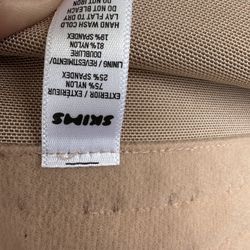 SKIMS
EXTERIOR / EXTÉRIEUR
75% NYLON
25% SPANDEX
LINING / REVESTIMIENTO/
DOUBLURE
81% NYLON
19% SPANDEX
HAND WASH COLD
LAY FLAT TO DRY
DO NOT BLEACH
DO NOT IRON